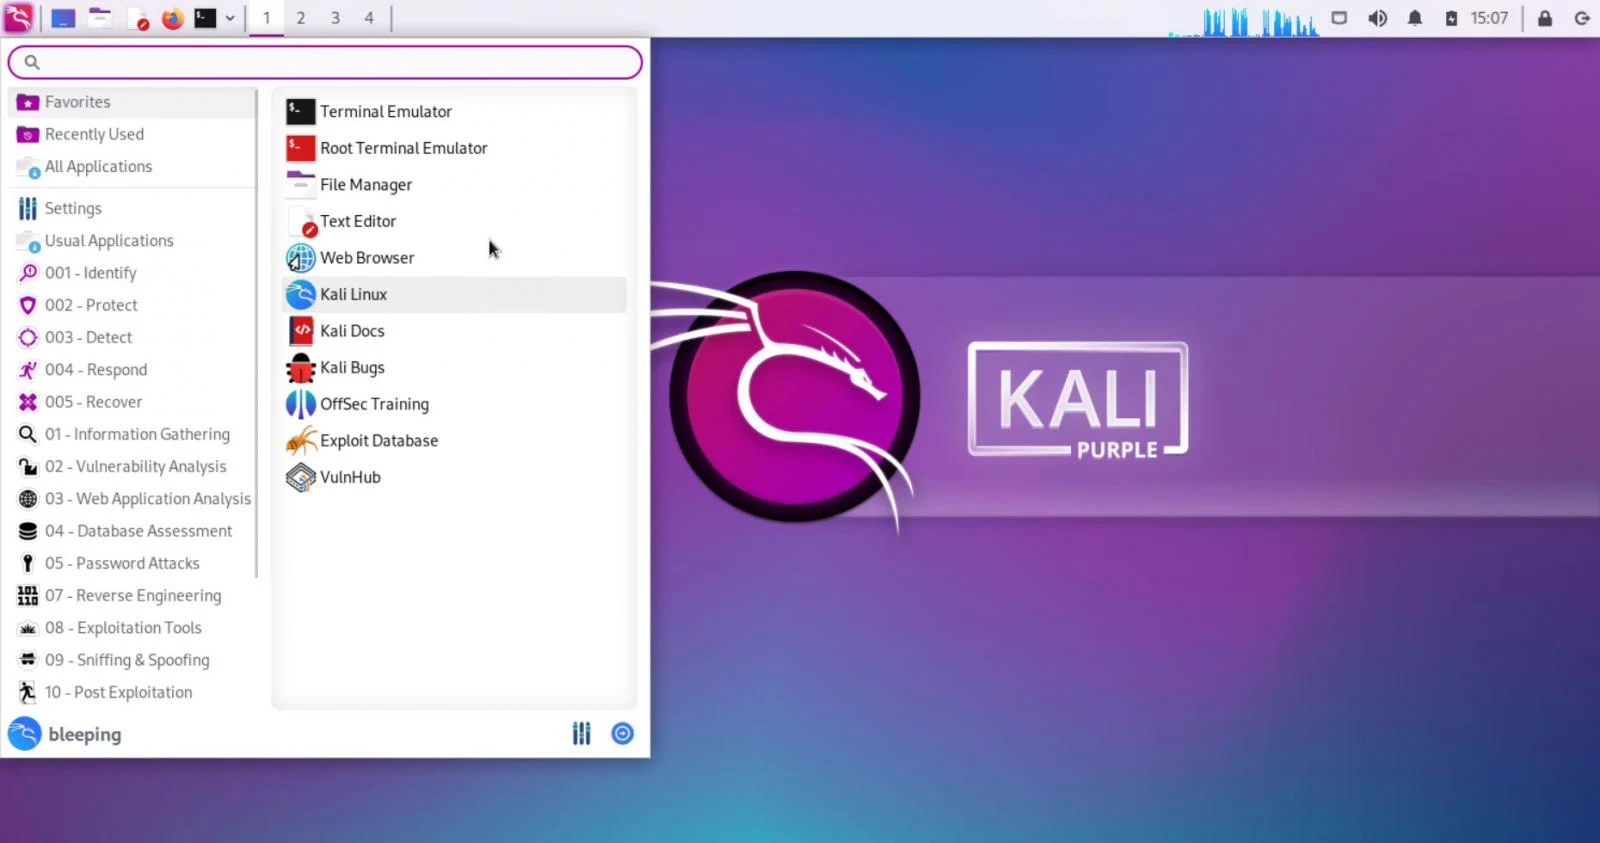 1 2 3 4
15:07
Favorites
Recently Used
All Applications
Settings
Usual Applications
001 - Identify
002 - Protect
003 - Detect
004 - Respond
005 - Recover
01 - Information Gathering
02 - Vulnerability Analysis
03 - Web Application Analysis
04 - Database Assessment
05 - Password Attacks
07 - Reverse Engineering
08 - Exploitation Tools
09 - Sniffing & Spoofing
10 - Post Exploitation
Terminal Emulator
Root Terminal Emulator
File Manager
Text Editor
Web Browser
Kali Linux
Kali Docs
Kali Bugs
OffSec Training
Exploit Database
VulnHub
bleeping
KALI
PURPLE